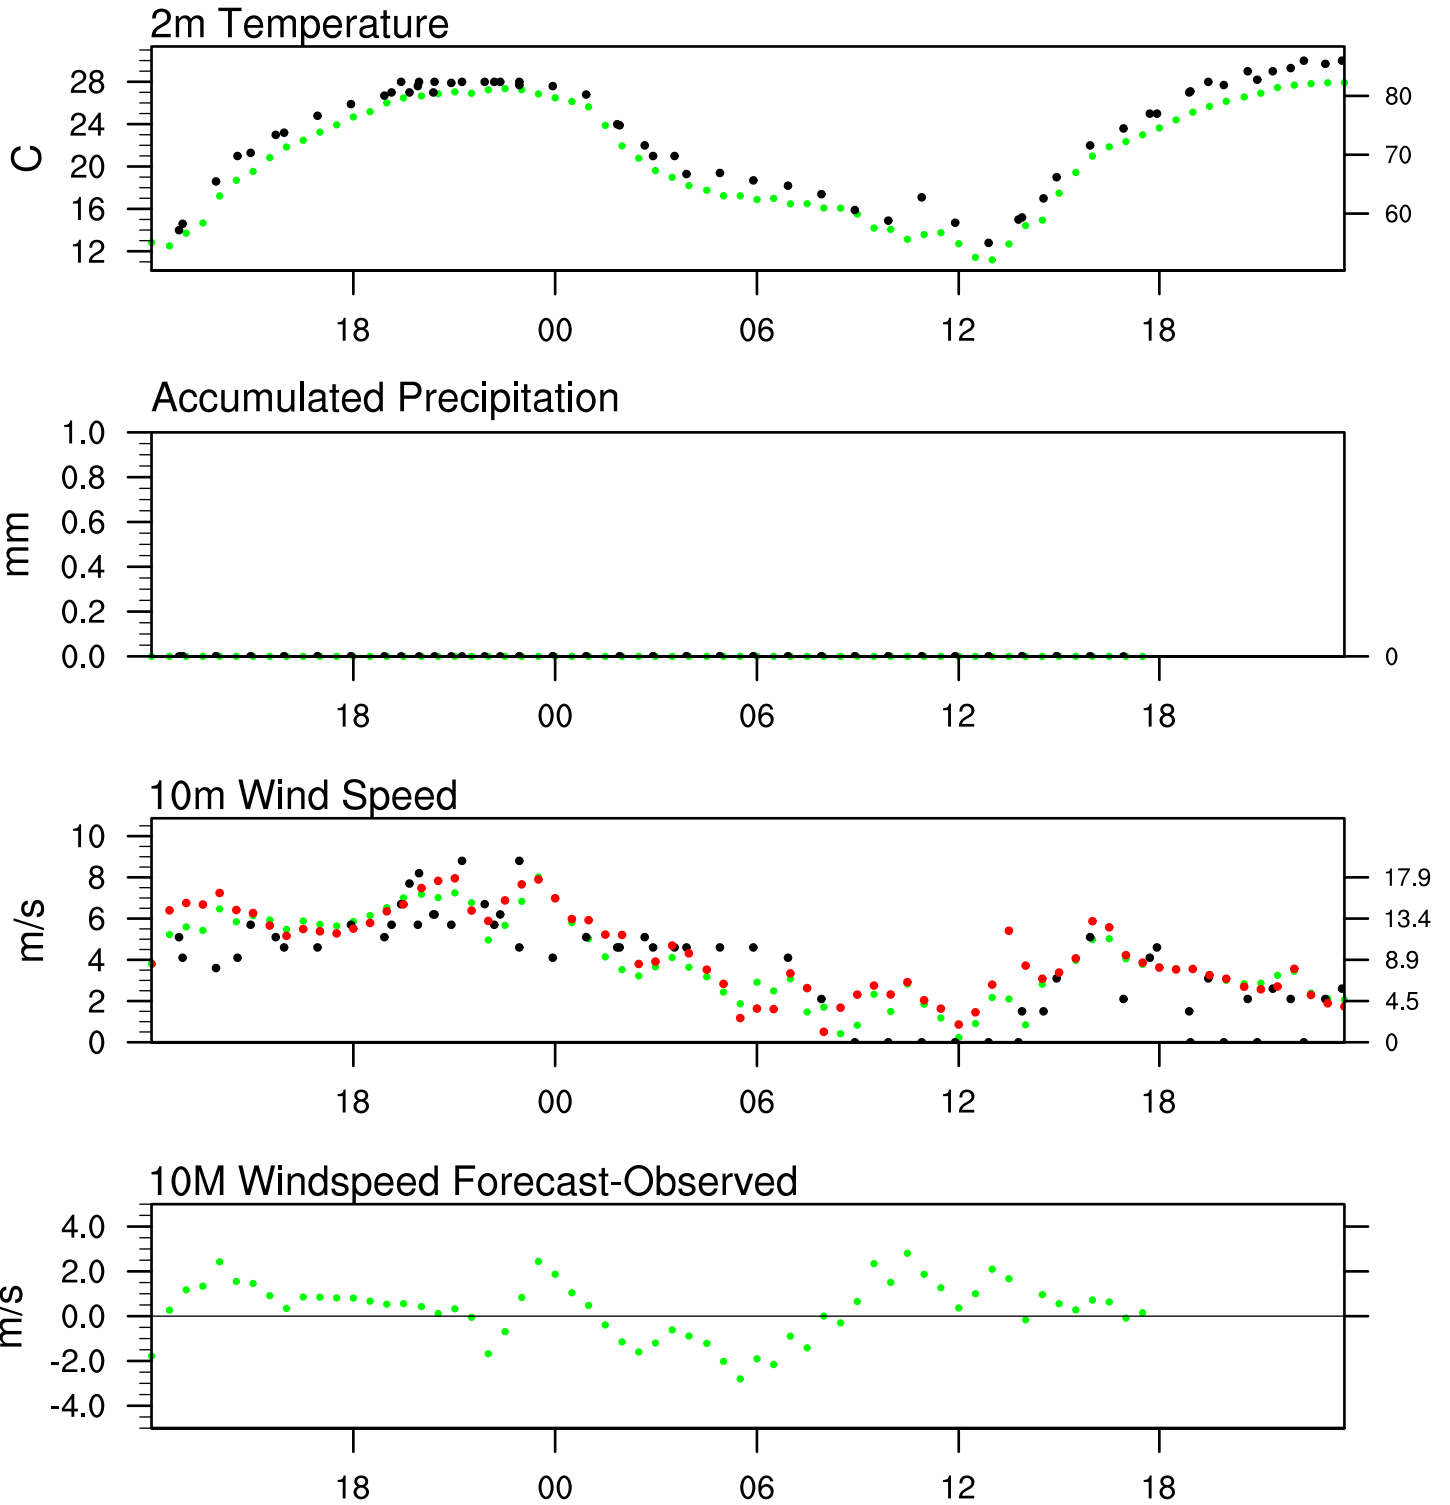 2m Temperature
28
24
20
16
12
C
80
70
60
18 00 06 12 18
Accumulated Precipitation
1.0
0.8
0.6
0.4
0.2
0.0
mm
0
18 00 06 12 18
10m Wind Speed
10
8
6
4
2
0
m/s
17.9
13.4
8.9
4.5
0
18 00 06 12 18
10M Windspeed Forecast-Observed
4.0
2.0
0.0
-2.0
-4.0
m/s
18 00 06 12 18